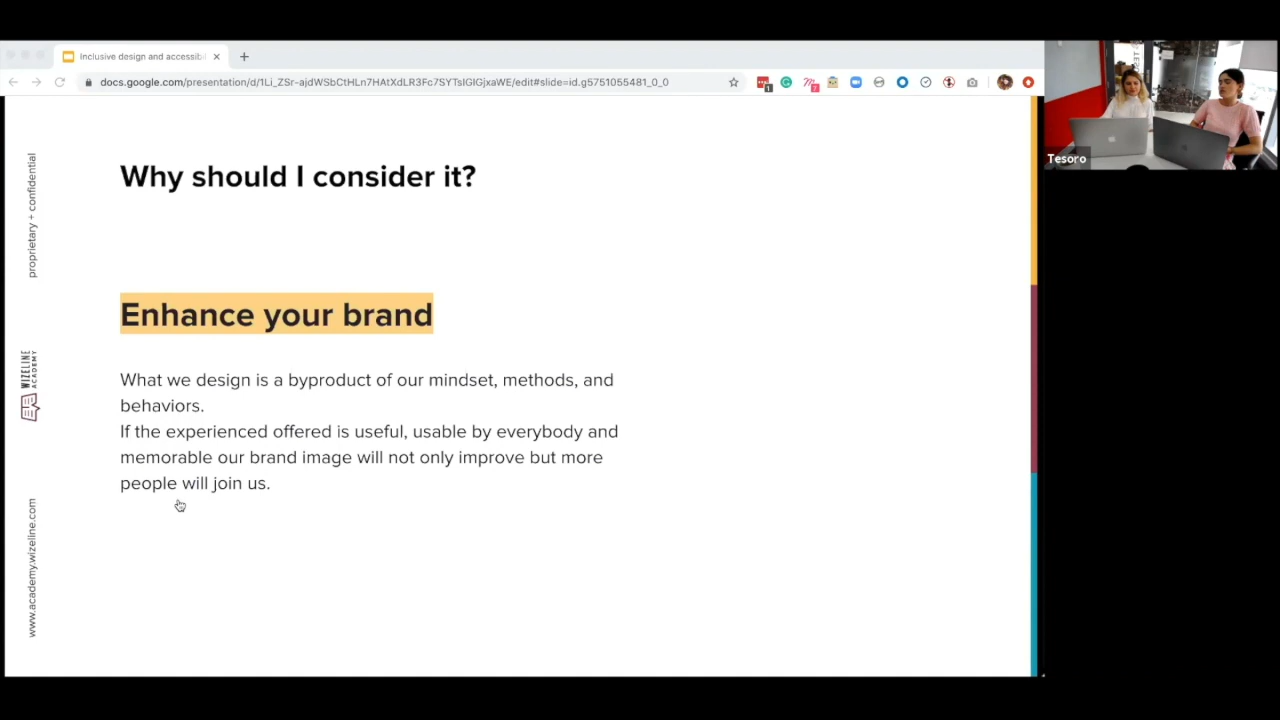 Inclusive design and accessibi
docs.google.com/presentation/d/1Li_ZSr-ajdWSbCtHLn7HAtXdLR3Fc7SYTsIGIGjxaWE/edit#slide=id.g5751055481_0_0
1
7
Tesoro
proprietary + confidential
WIZELINE
ACADEMY
www.academy.wizeline.com
Why should I consider it?
Enhance your brand
What we design is a byproduct of our mindset, methods, and
behaviors.
If the experienced offered is useful, usable by everybody and
memorable our brand image will not only improve but more
people will join us.